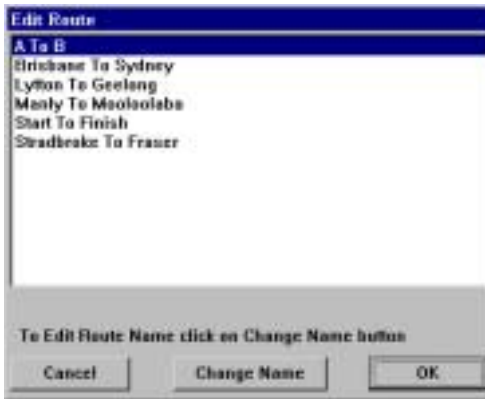 Edit Route
A To B
Brisbane To Sydney
Lytton To Geelong
Manly To Mooloolaba
Start To Finish
Stradbroke To Fraser
To Edit Route Name click on Change Name button
Cancel Change Name OK